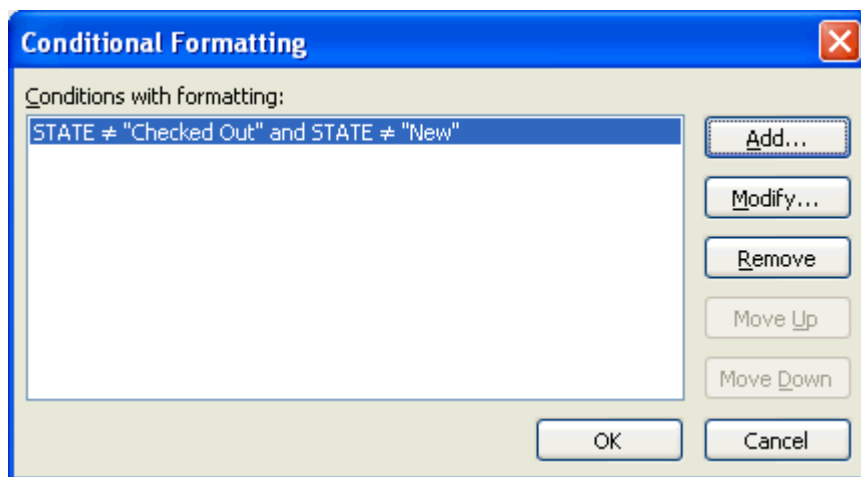 Conditional Formatting
Conditions with formatting:
STATE ≠ "Checked Out" and STATE ≠ "New"
Add...
Modify...
Remove
Move Up
Move Down
OK
Cancel